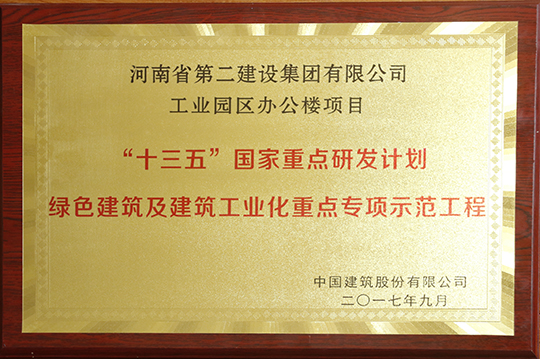 河南省第二建设集团有限公司
工业园区办公楼项目
“十三五”国家重点研发计划
绿色建筑及建筑工业化重点专项示范工程
中国建筑股份有限公司
二〇一七年九月